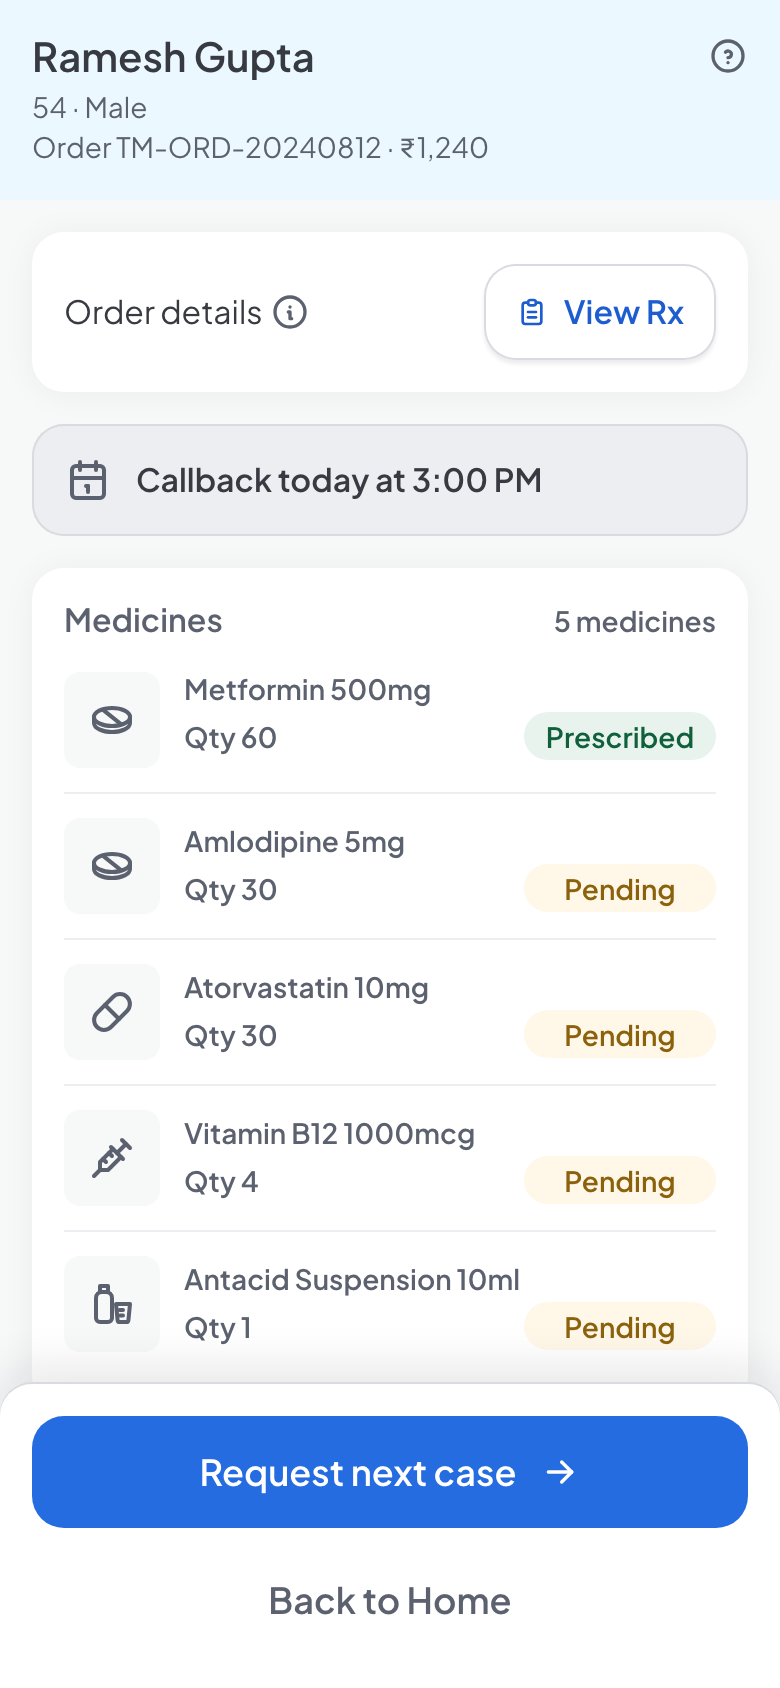 Ramesh Gupta
54 · Male
Order TM-ORD-20240812 · ₹1,240
Order details
View Rx
Callback today at 3:00 PM
Medicines
5 medicines
Metformin 500mg
Qty 60
Prescribed
Amlodipine 5mg
Qty 30
Pending
Atorvastatin 10mg
Qty 30
Pending
Vitamin B12 1000mcg
Qty 4
Pending
Antacid Suspension 10ml
Qty 1
Pending
Request next case
Back to Home